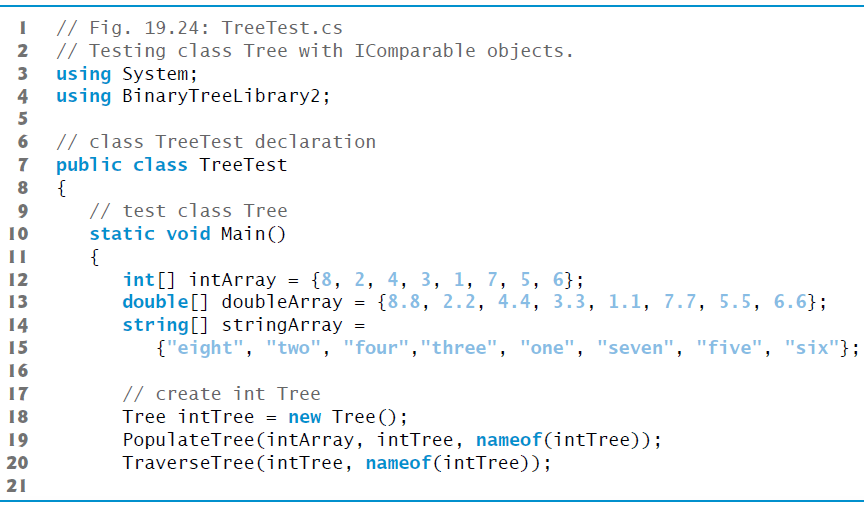 1 // Fig. 19.24: TreeTest.cs
2 // Testing class Tree with IComparable objects.
3 using System;
4 using BinaryTreeLibrary2;
5
6 // class TreeTest declaration
7 public class TreeTest
8 {
9    // test class Tree
10    static void Main()
11    {
12       int[] intArray = {8, 2, 4, 3, 1, 7, 5, 6};
13       double[] doubleArray = {8.8, 2.2, 4.4, 3.3, 1.1, 7.7, 5.5, 6.6};
14       string[] stringArray =
15          {"eight", "two", "four","three", "one", "seven", "five", "six"};
16
17       // create int Tree
18       Tree intTree = new Tree();
19       PopulateTree(intArray, intTree, nameof(intTree));
20       TraverseTree(intTree, nameof(intTree));
21